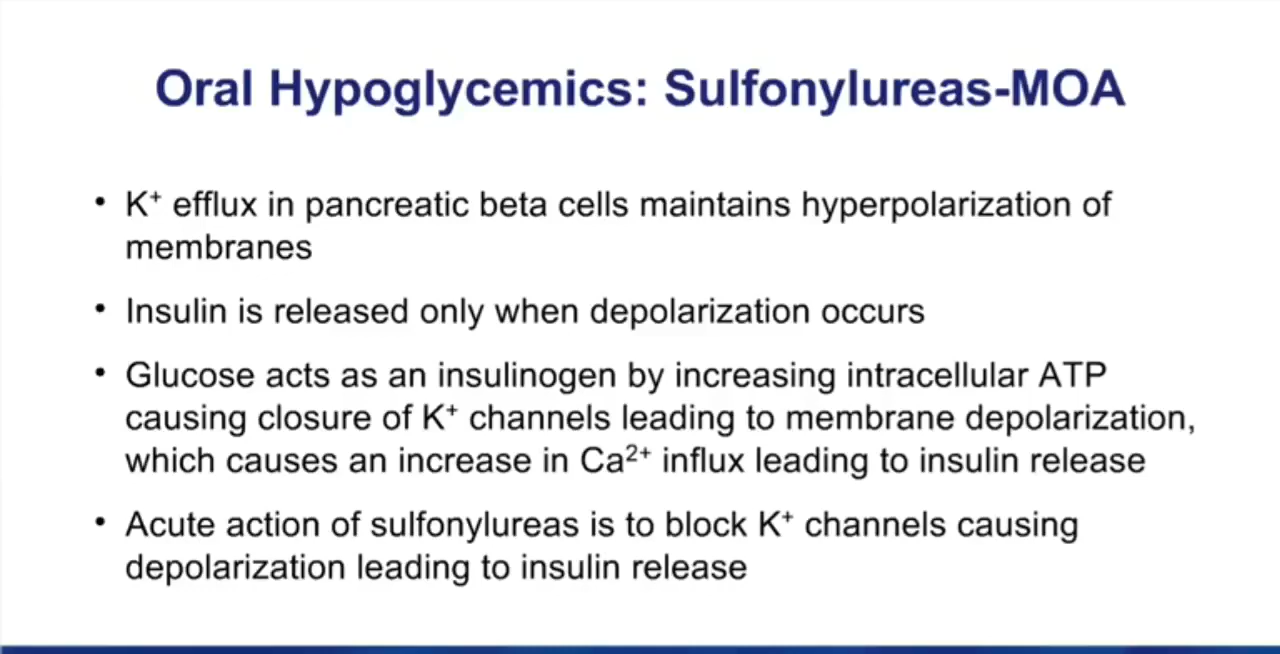 Oral Hypoglycemics: Sulfonylureas-MOA
• K⁺ efflux in pancreatic beta cells maintains hyperpolarization of
membranes
• Insulin is released only when depolarization occurs
• Glucose acts as an insulinogen by increasing intracellular ATP
causing closure of K⁺ channels leading to membrane depolarization,
which causes an increase in Ca²⁺ influx leading to insulin release
• Acute action of sulfonylureas is to block K⁺ channels causing
depolarization leading to insulin release